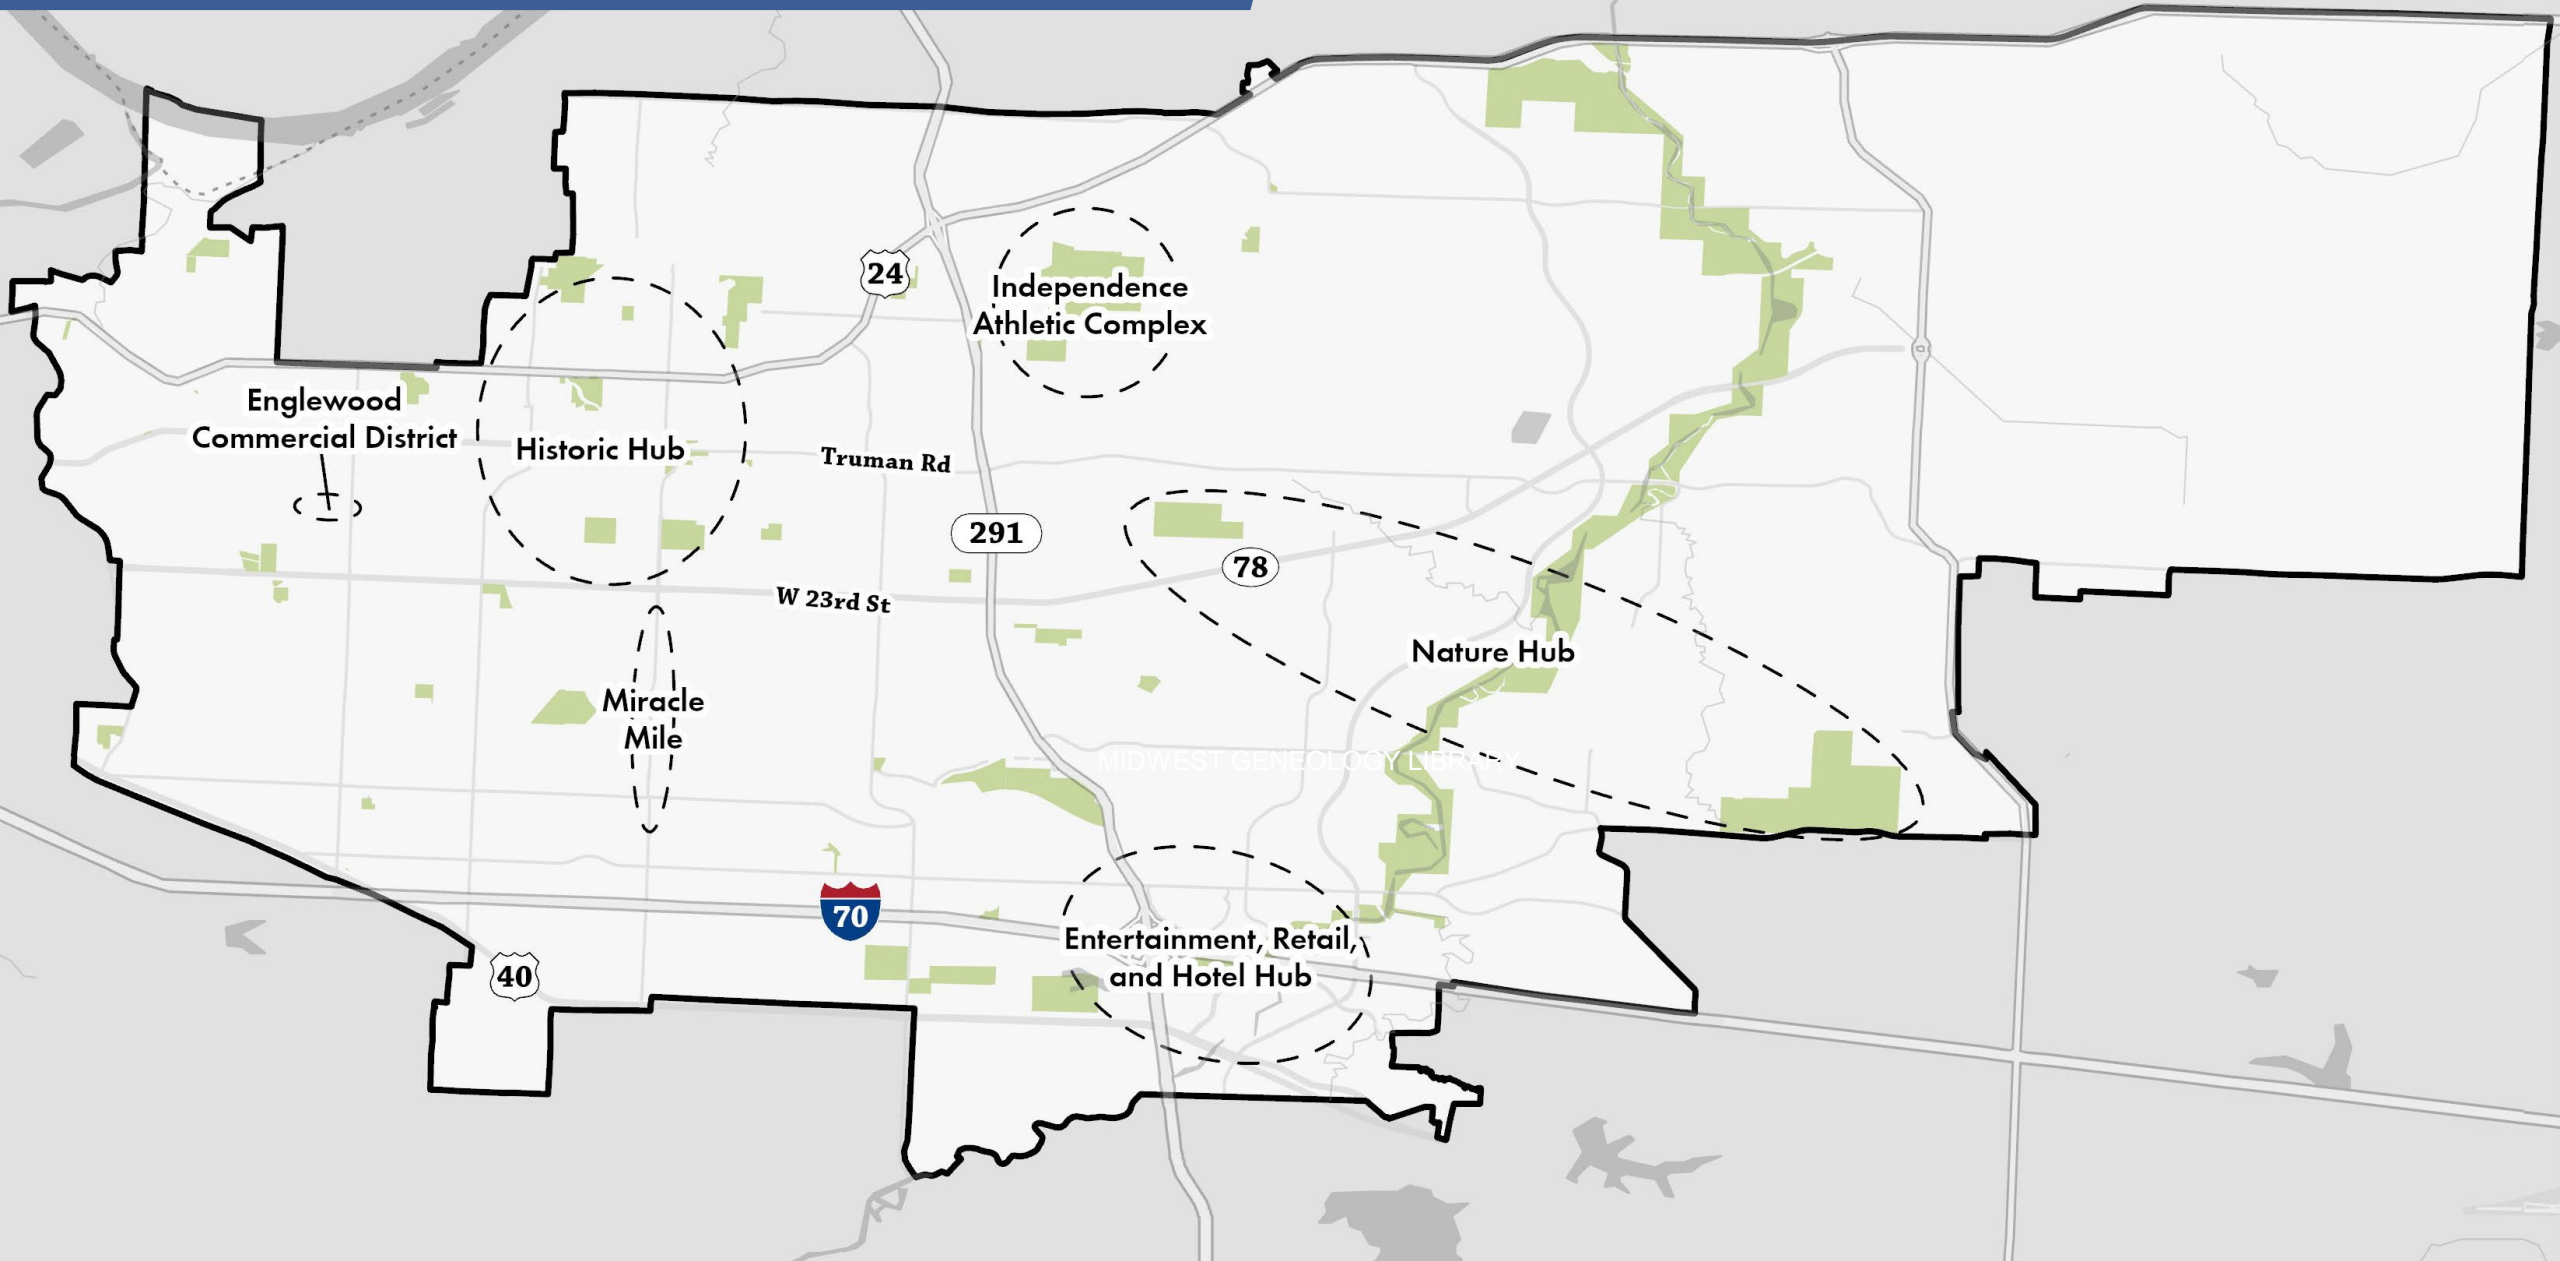 24
Independence
Athletic Complex
Englewood
Commercial District
Historic Hub
Truman Rd
291
78
W 23rd St
Nature Hub
Miracle
Mile
MIDWEST GENEOLOGY LIBRARY
70
Entertainment, Retail,
and Hotel Hub
40